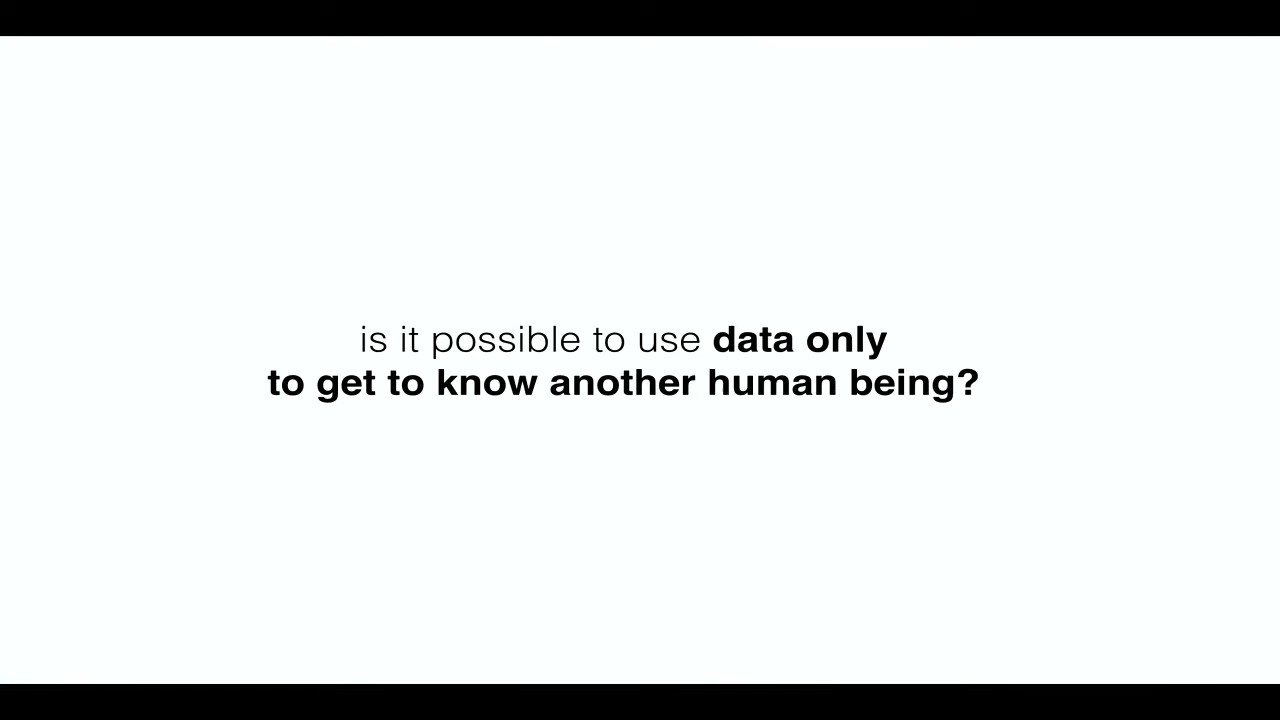 is it possible to use data only
to get to know another human being?